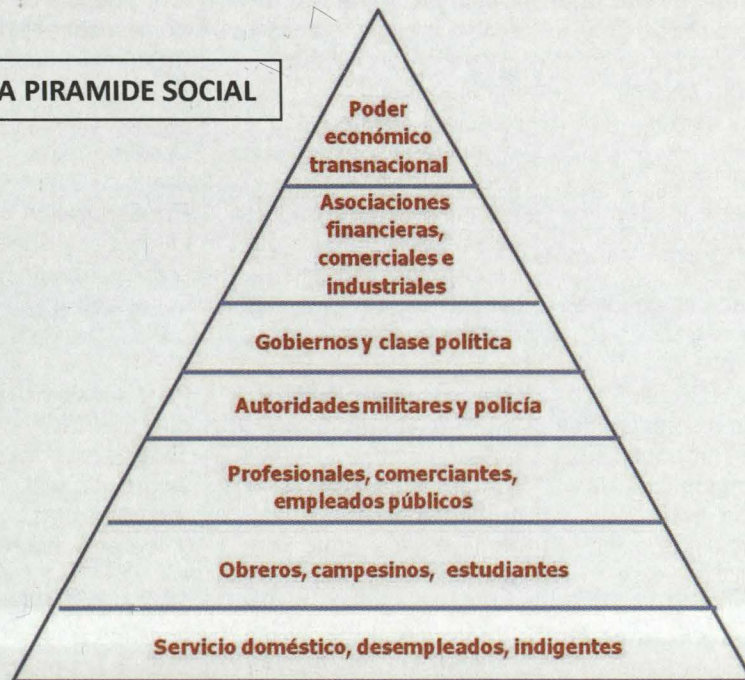 A PIRAMIDE SOCIAL
Poder
económico
transnacional
Asociaciones
financieras,
comerciales e
industriales
Gobiernos y clase política
Autoridades militares y policía
Profesionales, comerciantes,
empleados públicos
Obreros, campesinos, estudiantes
Servicio doméstico, desempleados, indigentes